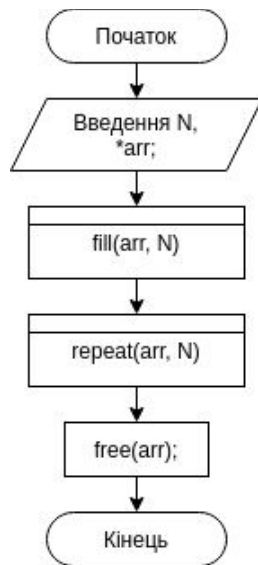 Початок
Введення N,
*arr;
fill(arr, N)
repeat(arr, N)
free(arr);
Кінець